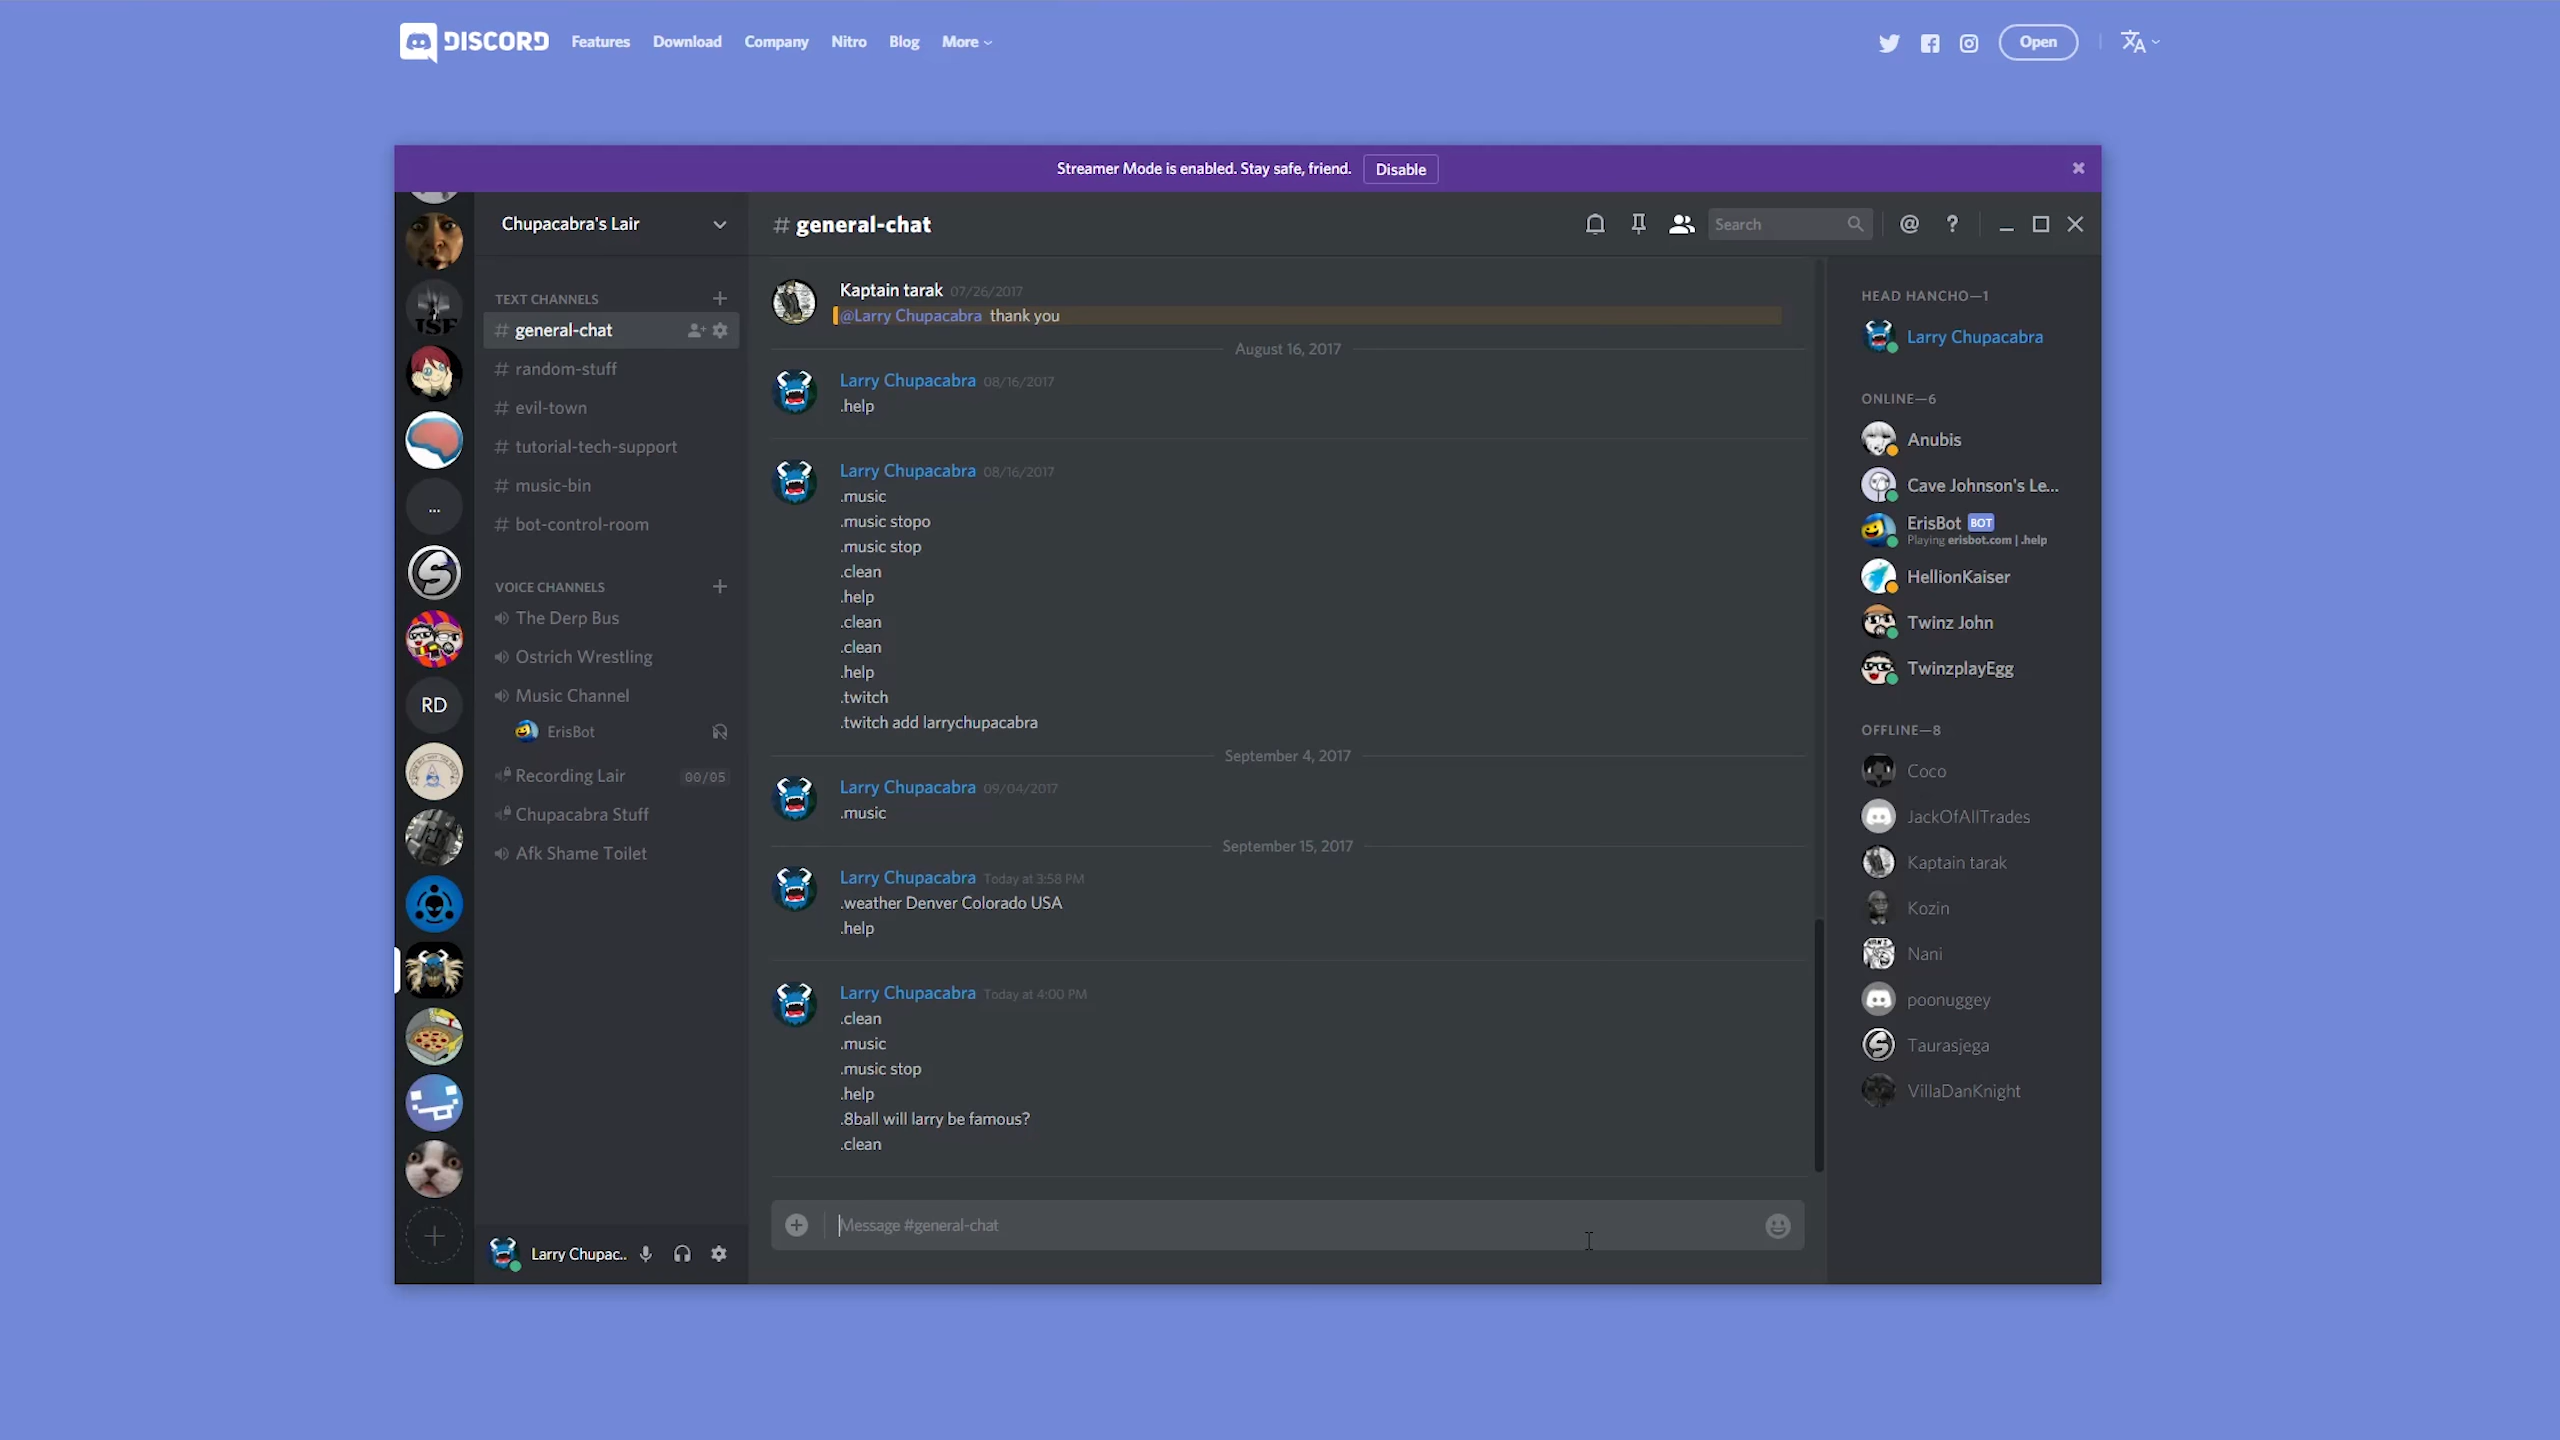 DISCORD Features Download Company Nitro Blog More Open
Streamer Mode is enabled. Stay safe, friend. Disable
Chupacabra's Lair
TEXT CHANNELS
# general-chat
# random-stuff
# evil-town
# tutorial-tech-support
# music-bin
# bot-control-room
VOICE CHANNELS
The Derp Bus
Ostrich Wrestling
Music Channel
ErisBot
Recording Lair 00/05
Chupacabra Stuff
Afk Shame Toilet
...
RD
Larry Chupac...
# general-chat
Search
Kaptain tarak 07/26/2017
@Larry Chupacabra thank you
August 16, 2017
Larry Chupacabra 08/16/2017
.help
Larry Chupacabra 08/16/2017
.music
.music stopo
.music stop
.clean
.help
.clean
.clean
.help
.twitch
.twitch add larrychupacabra
September 4, 2017
Larry Chupacabra 09/04/2017
.music
September 15, 2017
Larry Chupacabra Today at 3:58 PM
.weather Denver Colorado USA
.help
Larry Chupacabra Today at 4:00 PM
.clean
.music
.music stop
.help
.8ball will larry be famous?
.clean
Message #general-chat
HEAD HANCHO—1
Larry Chupacabra
ONLINE—6
Anubis
Cave Johnson's Le...
ErisBot BOT
Playing erisbot.com | .help
HellionKaiser
Twinz John
TwinzplayEgg
OFFLINE—8
Coco
JackOfAllTrades
Kaptain tarak
Kozin
Nani
poonuggey
Taurasjega
VillaDanKnight